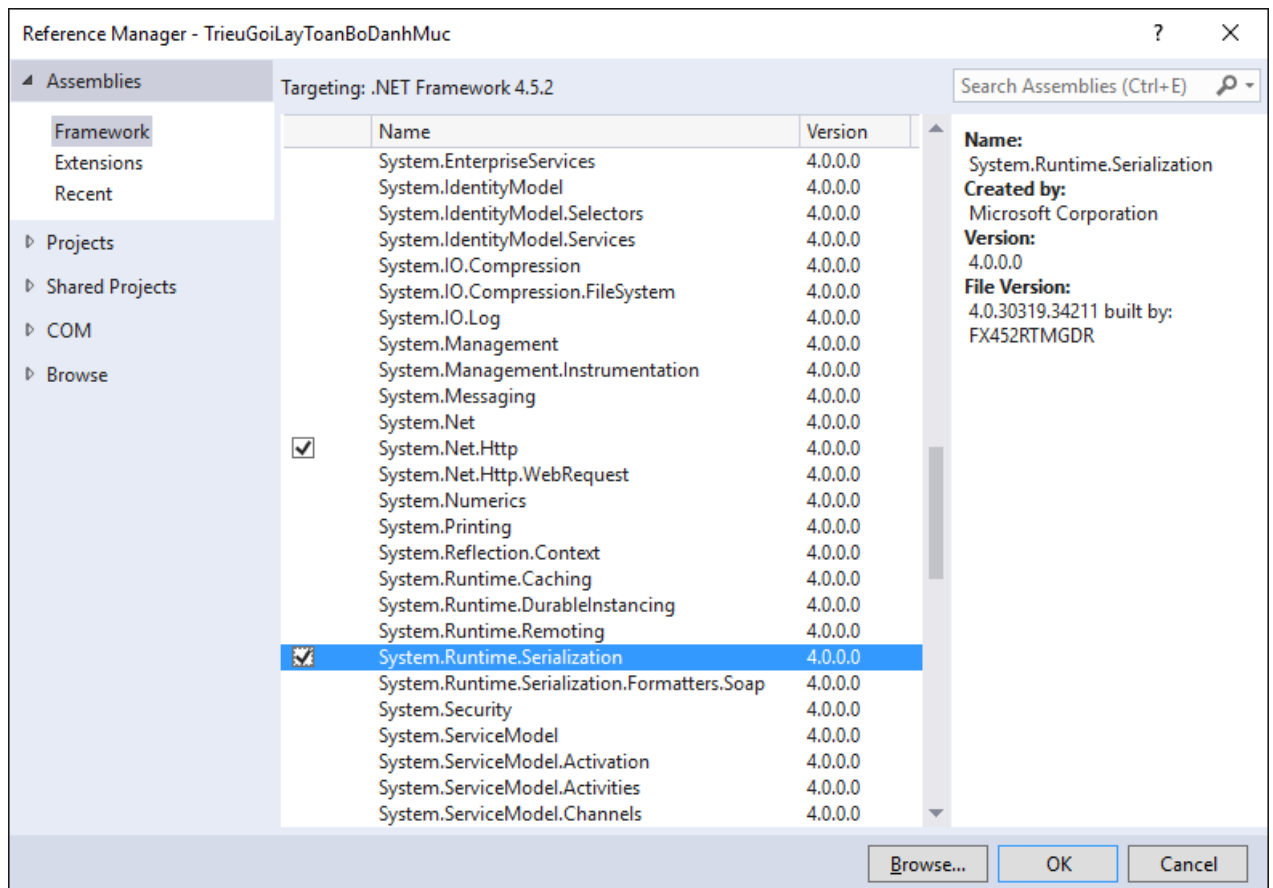 Reference Manager - TrieuGoiLayToanBoDanhMuc
?
Assemblies
Framework
Extensions
Recent
Projects
Shared Projects
COM
Browse
Targeting: .NET Framework 4.5.2
Search Assemblies (Ctrl+E)
Name Version
System.EnterpriseServices 4.0.0.0
System.IdentityModel 4.0.0.0
System.IdentityModel.Selectors 4.0.0.0
System.IdentityModel.Services 4.0.0.0
System.IO.Compression 4.0.0.0
System.IO.Compression.FileSystem 4.0.0.0
System.IO.Log 4.0.0.0
System.Management 4.0.0.0
System.Management.Instrumentation 4.0.0.0
System.Messaging 4.0.0.0
System.Net 4.0.0.0
System.Net.Http 4.0.0.0
System.Net.Http.WebRequest 4.0.0.0
System.Numerics 4.0.0.0
System.Printing 4.0.0.0
System.Reflection.Context 4.0.0.0
System.Runtime.Caching 4.0.0.0
System.Runtime.DurableInstancing 4.0.0.0
System.Runtime.Remoting 4.0.0.0
System.Runtime.Serialization 4.0.0.0
System.Runtime.Serialization.Formatters.Soap 4.0.0.0
System.Security 4.0.0.0
System.ServiceModel 4.0.0.0
System.ServiceModel.Activation 4.0.0.0
System.ServiceModel.Activities 4.0.0.0
System.ServiceModel.Channels 4.0.0.0
Name:
System.Runtime.Serialization
Created by:
Microsoft Corporation
Version:
4.0.0.0
File Version:
4.0.30319.34211 built by:
FX452RTMGDR
Browse...
OK
Cancel